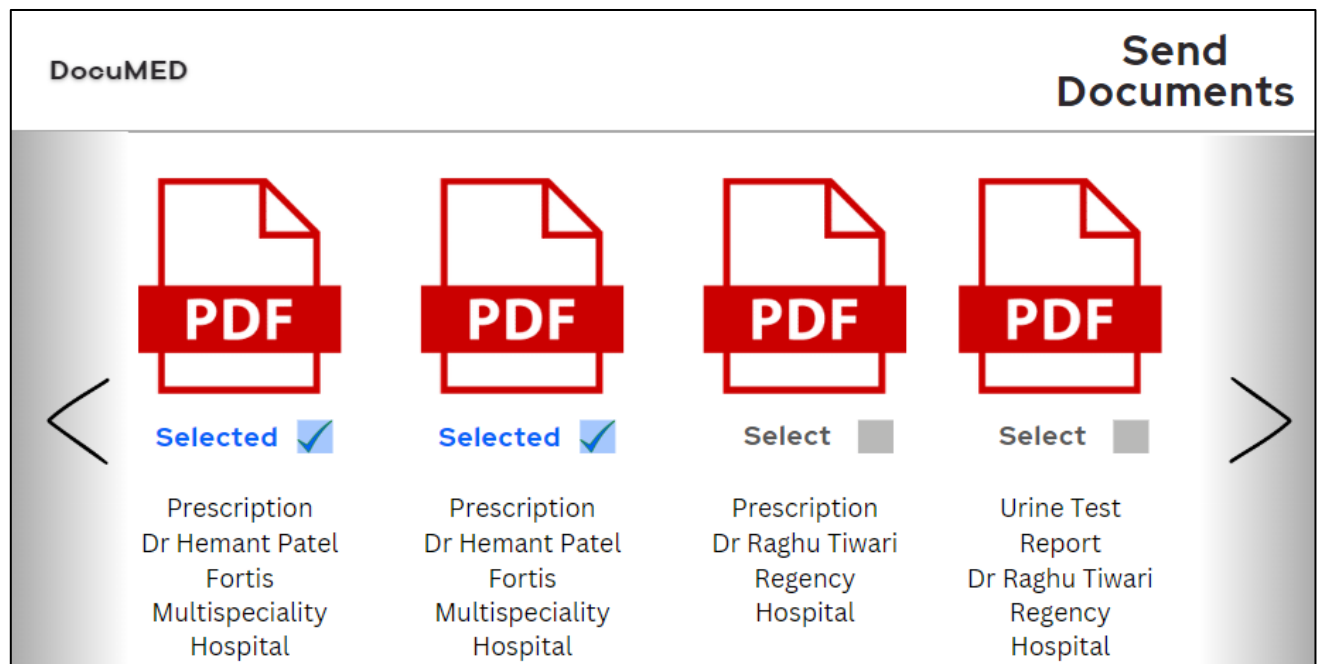 DocuMED
Send
Documents
PDF
PDF
PDF
PDF
Selected
Selected
Select
Select
Prescription
Dr Hemant Patel
Fortis
Multispeciality
Hospital
Prescription
Dr Hemant Patel
Fortis
Multispeciality
Hospital
Prescription
Dr Raghu Tiwari
Regency
Hospital
Urine Test
Report
Dr Raghu Tiwari
Regency
Hospital